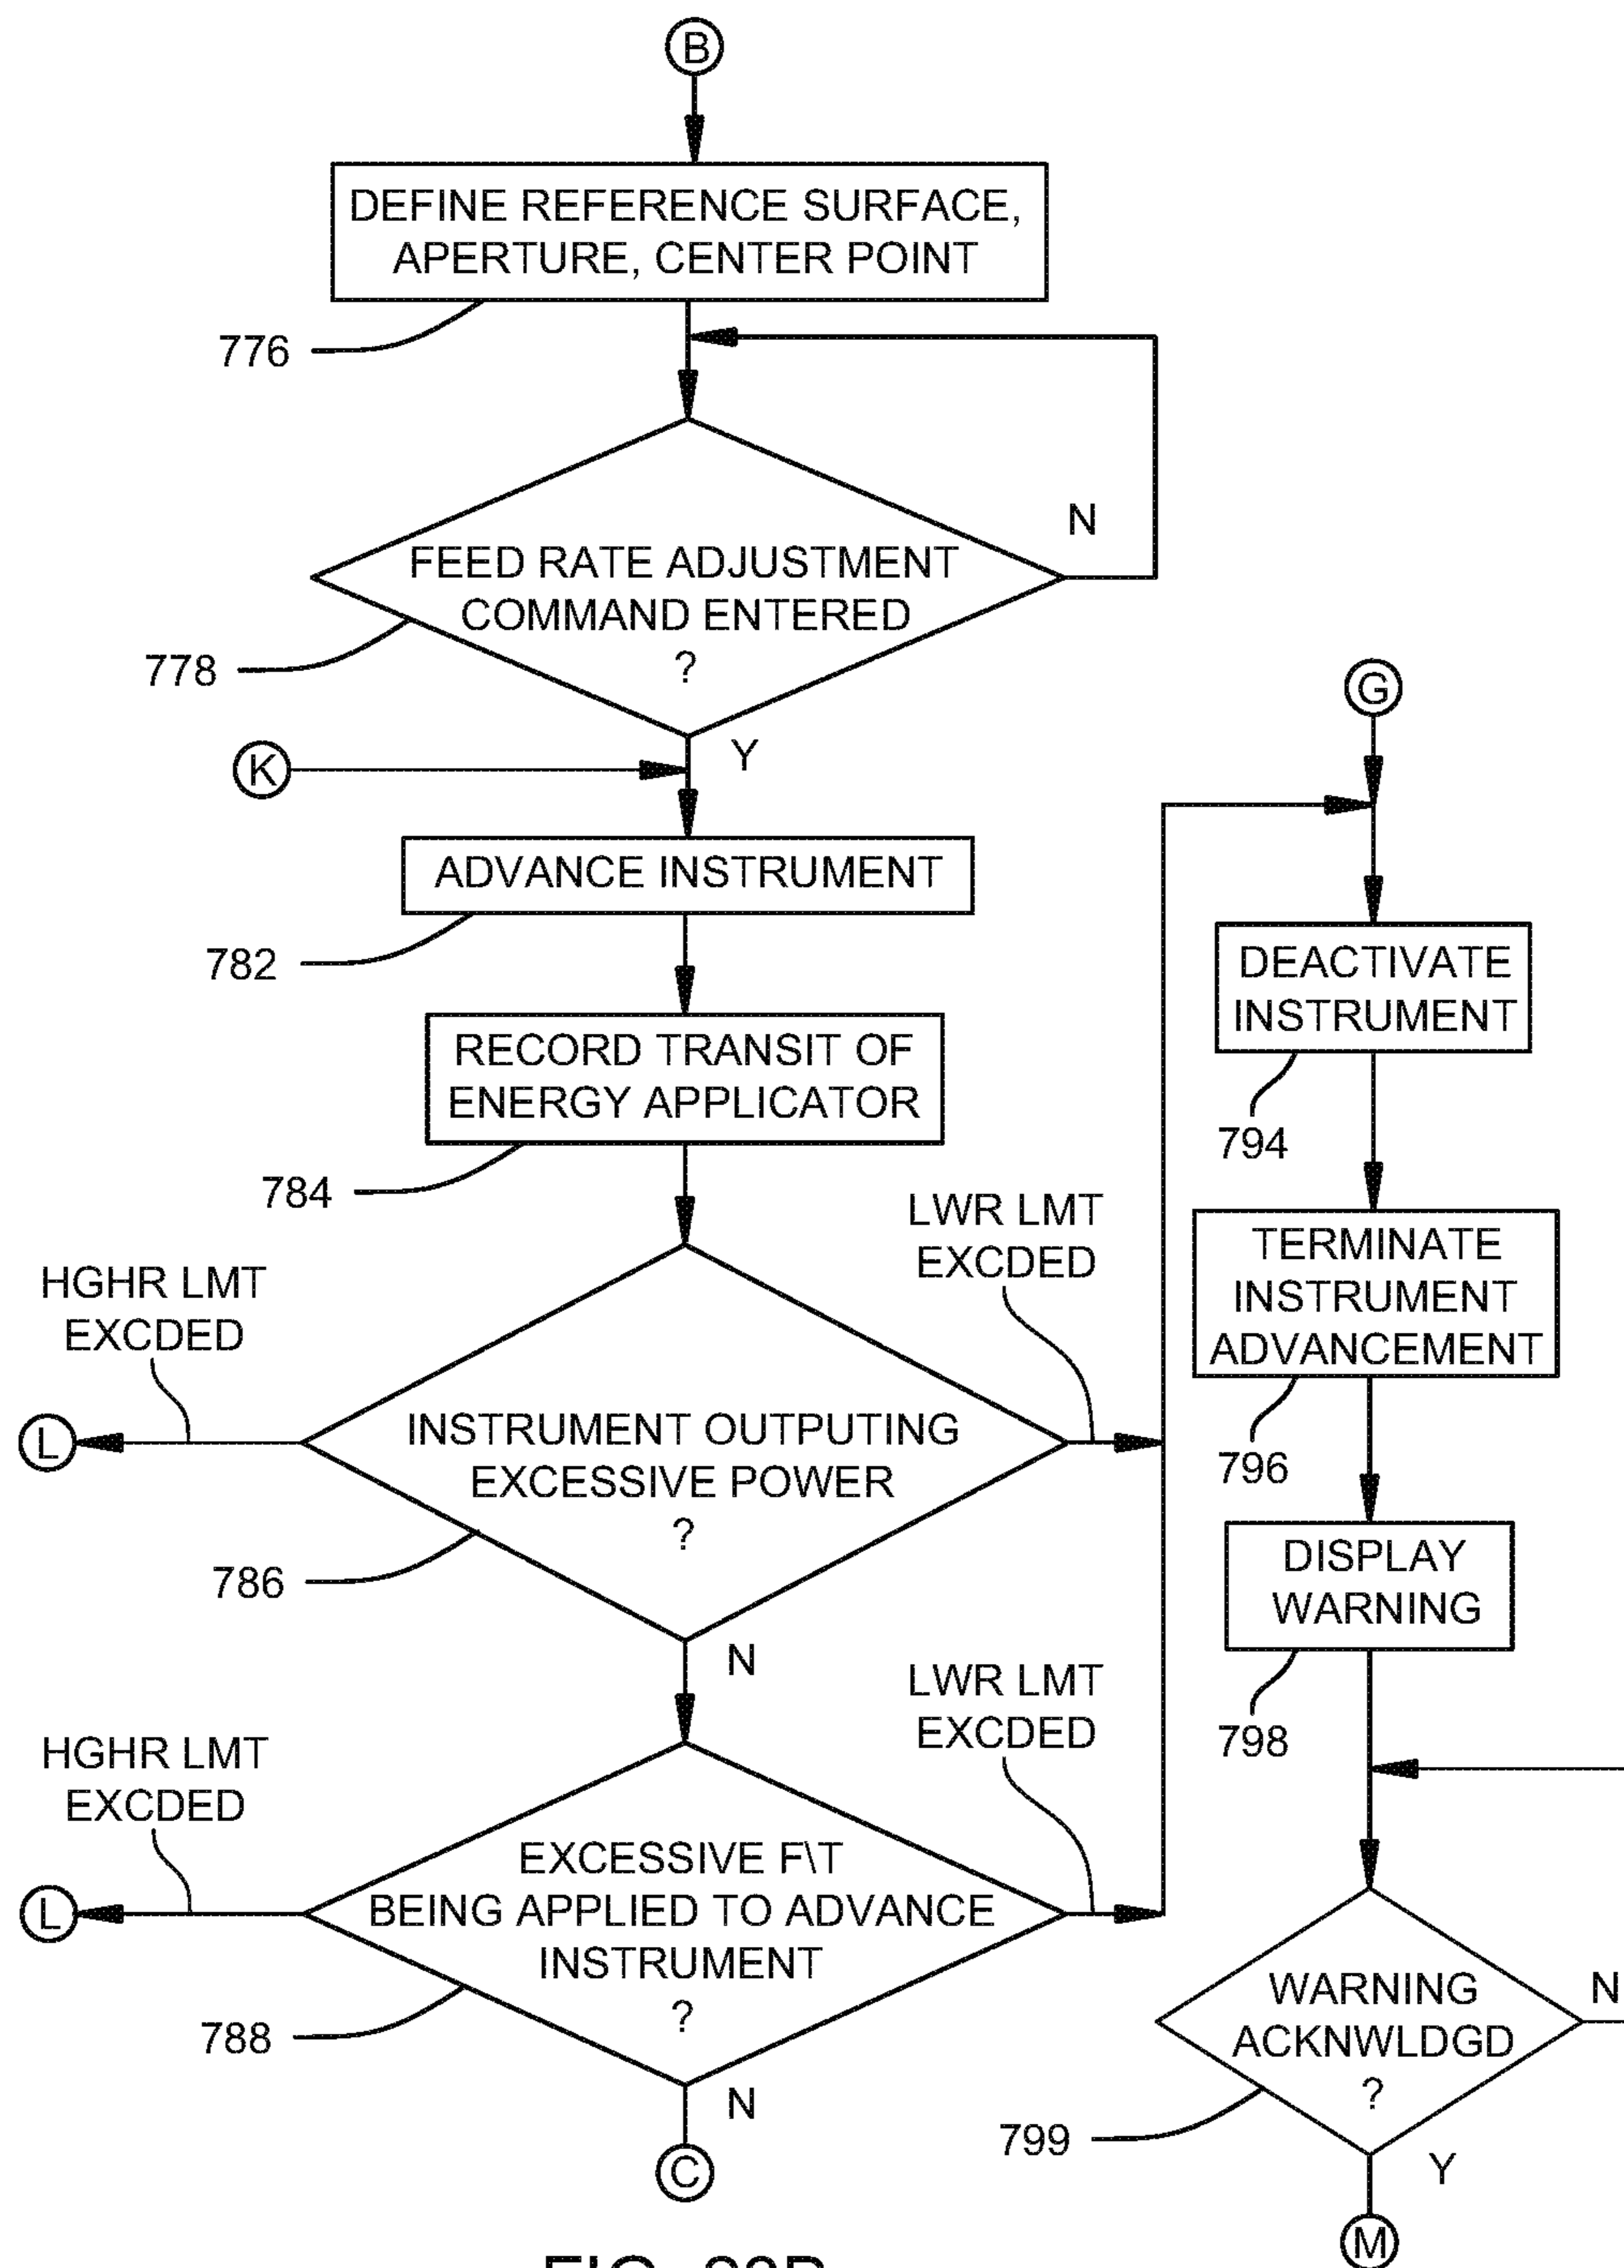 B
DEFINE REFERENCE SURFACE,
APERTURE, CENTER POINT
776
N
FEED RATE ADJUSTMENT
COMMAND ENTERED
?
778
Y
K
ADVANCE INSTRUMENT
782
RECORD TRANSIT OF
ENERGY APPLICATOR
784
HGHR LMT
EXCDED
LWR LMT
EXCDED
L
INSTRUMENT OUTPUTING
EXCESSIVE POWER
?
786
N
HGHR LMT
EXCDED
LWR LMT
EXCDED
L
EXCESSIVE F\T
BEING APPLIED TO ADVANCE
INSTRUMENT
?
788
N
C
G
DEACTIVATE
INSTRUMENT
794
TERMINATE
INSTRUMENT
ADVANCEMENT
796
DISPLAY
WARNING
798
WARNING
ACKNWLDGD
?
N
799
Y
M